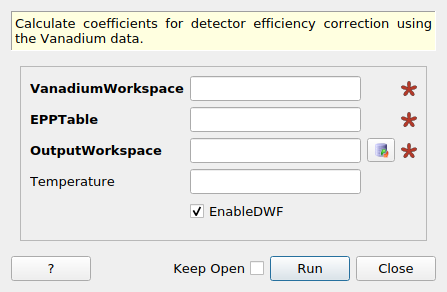 Calculate coefficients for detector efficiency correction using
the Vanadium data.
VanadiumWorkspace
EPPTable
OutputWorkspace
Temperature
EnableDWF
? Keep Open Run Close